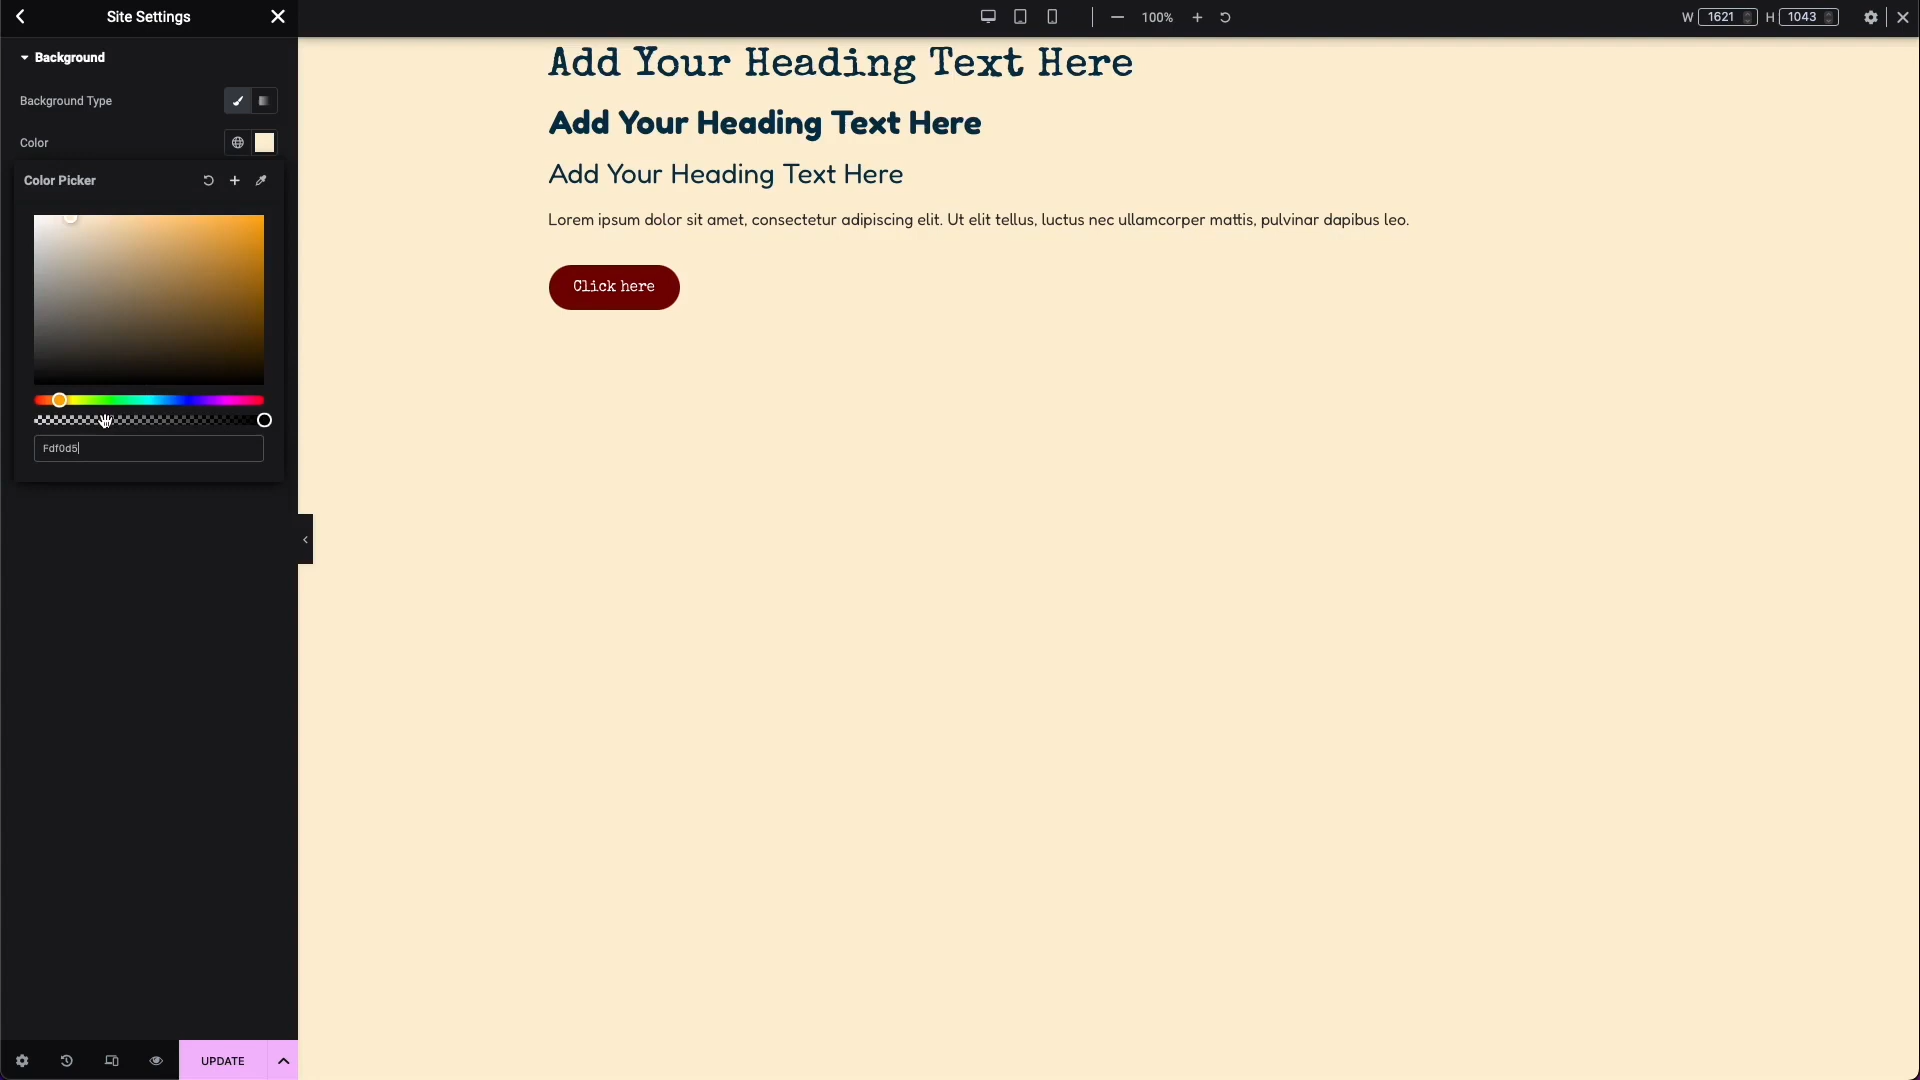 Site Settings
100%
W 1621 H 1043
Background
Background Type
Color
Color Picker
Fdf0d5
UPDATE
Add Your Heading Text Here
Add Your Heading Text Here
Add Your Heading Text Here
Lorem ipsum dolor sit amet, consectetur adipiscing elit. Ut elit tellus, luctus nec ullamcorper mattis, pulvinar dapibus leo.
Click here